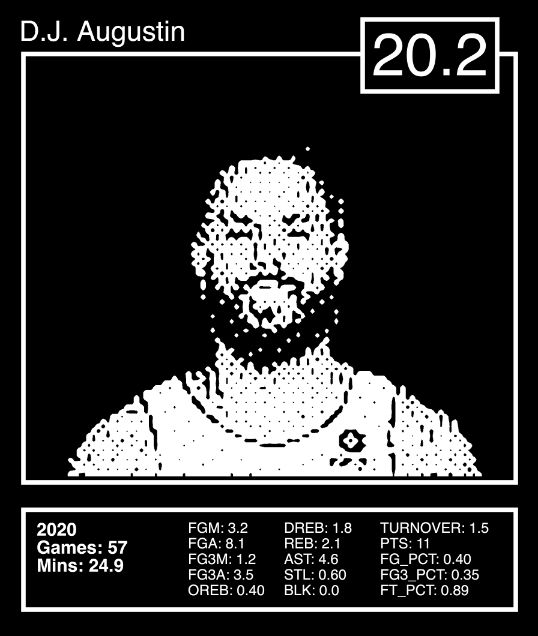 D.J. Augustin
20.2
2020
Games: 57
Mins: 24.9
FGM: 3.2
FGA: 8.1
FG3M: 1.2
FG3A: 3.5
OREB: 0.40
DREB: 1.8
REB: 2.1
AST: 4.6
STL: 0.60
BLK: 0.0
TURNOVER: 1.5
PTS: 11
FG_PCT: 0.40
FG3_PCT: 0.35
FT_PCT: 0.89